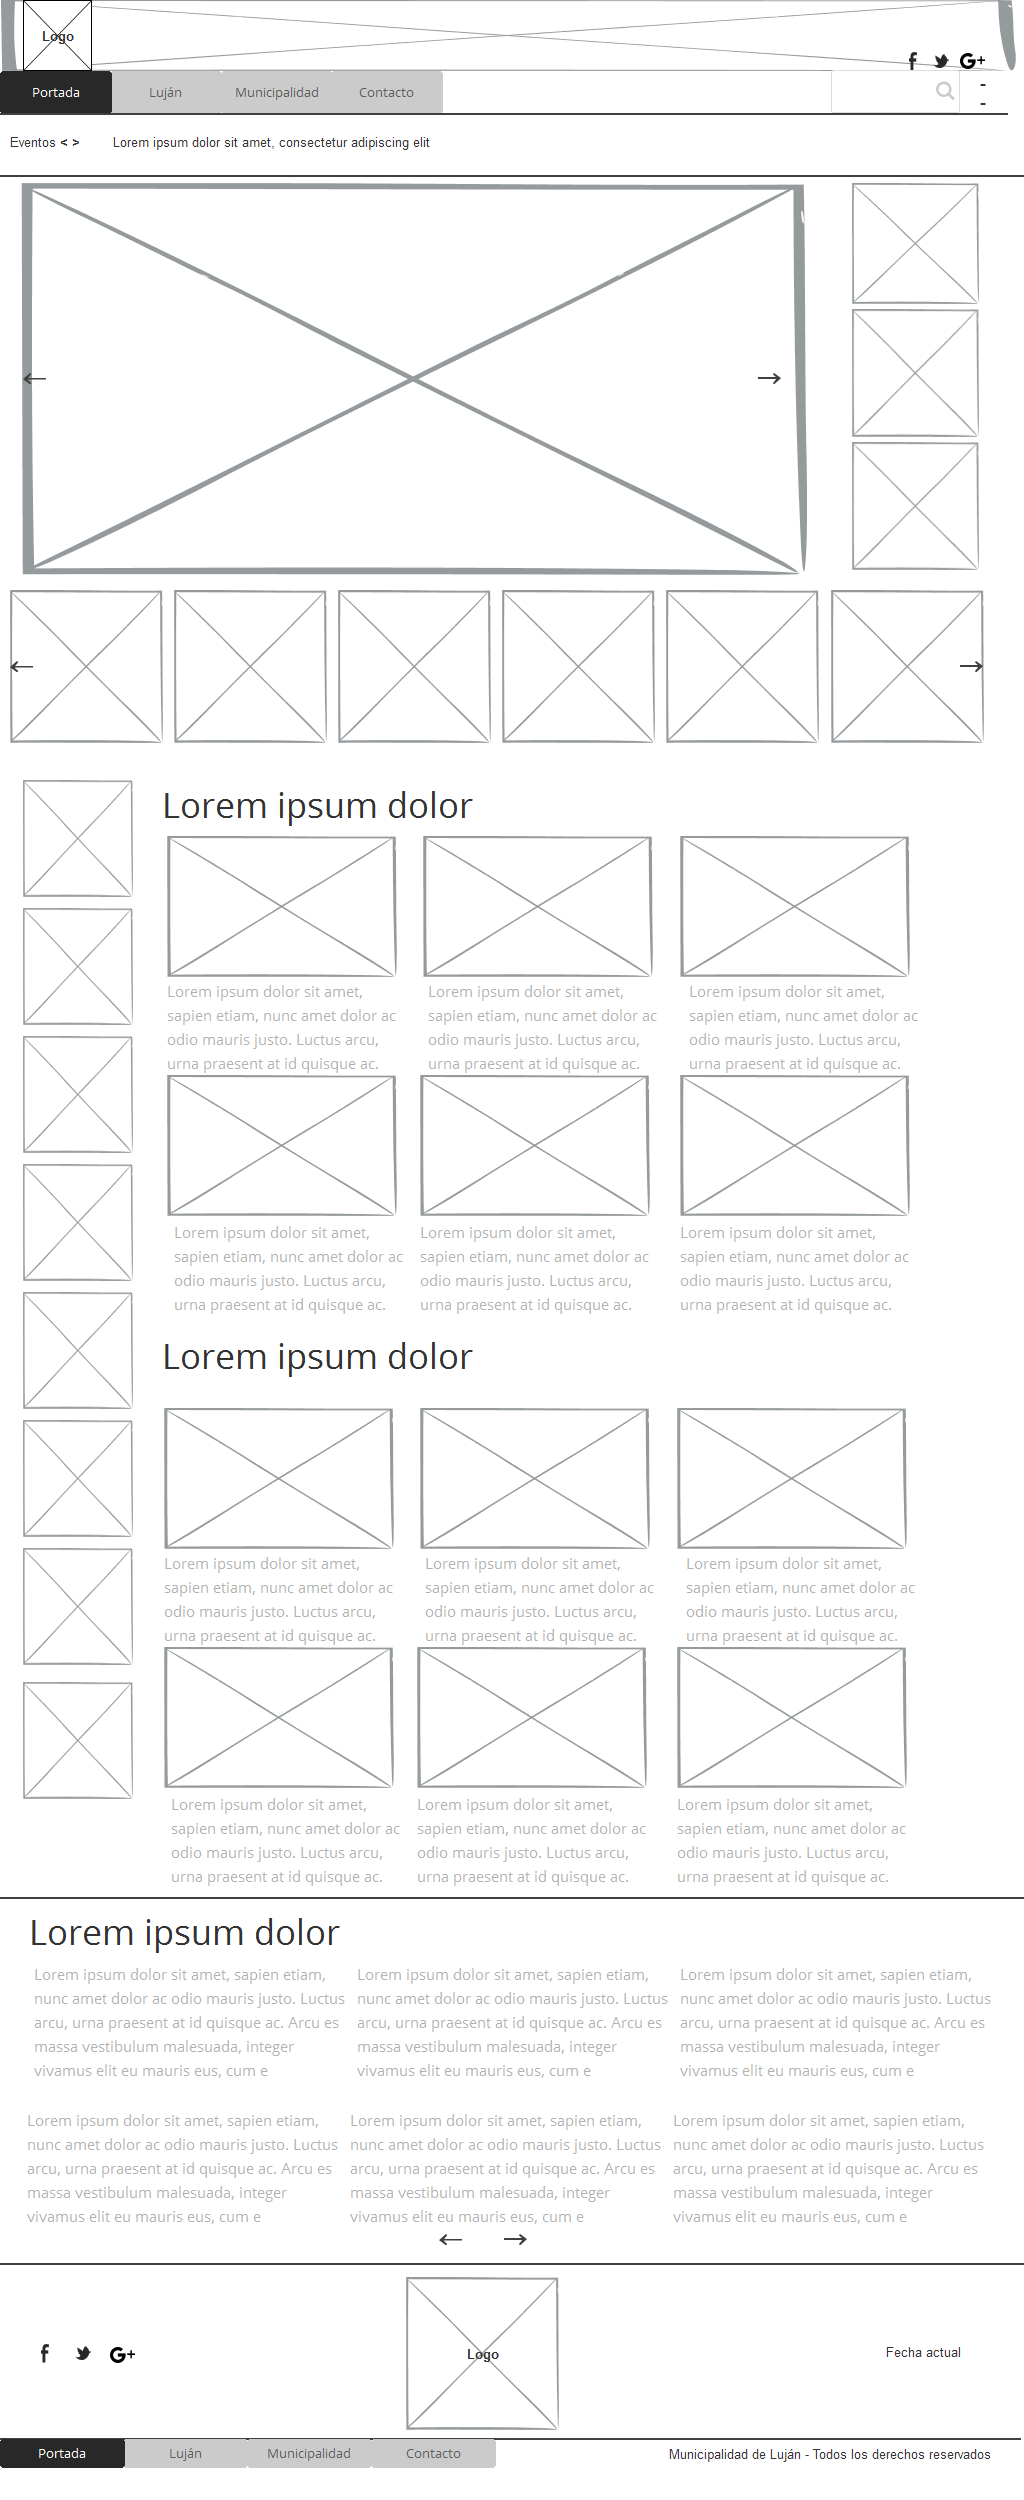 Logo
Portada Luján Municipalidad Contacto
Eventos < > Lorem ipsum dolor sit amet, consectetur adipiscing elit
Lorem ipsum dolor
Lorem ipsum dolor sit amet,
sapien etiam, nunc amet dolor ac
odio mauris justo. Luctus arcu,
urna praesent at id quisque ac.
Lorem ipsum dolor sit amet,
sapien etiam, nunc amet dolor ac
odio mauris justo. Luctus arcu,
urna praesent at id quisque ac.
Lorem ipsum dolor sit amet,
sapien etiam, nunc amet dolor ac
odio mauris justo. Luctus arcu,
urna praesent at id quisque ac.
Lorem ipsum dolor sit amet,
sapien etiam, nunc amet dolor ac
odio mauris justo. Luctus arcu,
urna praesent at id quisque ac.
Lorem ipsum dolor sit amet,
sapien etiam, nunc amet dolor ac
odio mauris justo. Luctus arcu,
urna praesent at id quisque ac.
Lorem ipsum dolor sit amet,
sapien etiam, nunc amet dolor ac
odio mauris justo. Luctus arcu,
urna praesent at id quisque ac.
Lorem ipsum dolor
Lorem ipsum dolor sit amet,
sapien etiam, nunc amet dolor ac
odio mauris justo. Luctus arcu,
urna praesent at id quisque ac.
Lorem ipsum dolor sit amet,
sapien etiam, nunc amet dolor ac
odio mauris justo. Luctus arcu,
urna praesent at id quisque ac.
Lorem ipsum dolor sit amet,
sapien etiam, nunc amet dolor ac
odio mauris justo. Luctus arcu,
urna praesent at id quisque ac.
Lorem ipsum dolor sit amet,
sapien etiam, nunc amet dolor ac
odio mauris justo. Luctus arcu,
urna praesent at id quisque ac.
Lorem ipsum dolor sit amet,
sapien etiam, nunc amet dolor ac
odio mauris justo. Luctus arcu,
urna praesent at id quisque ac.
Lorem ipsum dolor sit amet,
sapien etiam, nunc amet dolor ac
odio mauris justo. Luctus arcu,
urna praesent at id quisque ac.
Lorem ipsum dolor
Lorem ipsum dolor sit amet, sapien etiam,
nunc amet dolor ac odio mauris justo. Luctus
arcu, urna praesent at id quisque ac. Arcu es
massa vestibulum malesuada, integer
vivamus elit eu mauris eus, cum e
Lorem ipsum dolor sit amet, sapien etiam,
nunc amet dolor ac odio mauris justo. Luctus
arcu, urna praesent at id quisque ac. Arcu es
massa vestibulum malesuada, integer
vivamus elit eu mauris eus, cum e
Lorem ipsum dolor sit amet, sapien etiam,
nunc amet dolor ac odio mauris justo. Luctus
arcu, urna praesent at id quisque ac. Arcu es
massa vestibulum malesuada, integer
vivamus elit eu mauris eus, cum e
Lorem ipsum dolor sit amet, sapien etiam,
nunc amet dolor ac odio mauris justo. Luctus
arcu, urna praesent at id quisque ac. Arcu es
massa vestibulum malesuada, integer
vivamus elit eu mauris eus, cum e
Lorem ipsum dolor sit amet, sapien etiam,
nunc amet dolor ac odio mauris justo. Luctus
arcu, urna praesent at id quisque ac. Arcu es
massa vestibulum malesuada, integer
vivamus elit eu mauris eus, cum e
Lorem ipsum dolor sit amet, sapien etiam,
nunc amet dolor ac odio mauris justo. Luctus
arcu, urna praesent at id quisque ac. Arcu es
massa vestibulum malesuada, integer
vivamus elit eu mauris eus, cum e
Logo
Fecha actual
Portada Luján Municipalidad Contacto
Municipalidad de Luján - Todos los derechos reservados